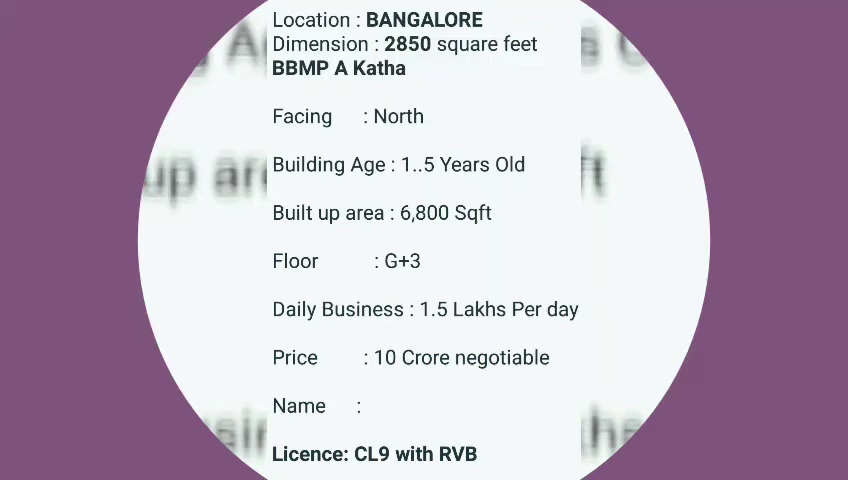 Location : BANGALORE
Dimension : 2850 square feet
BBMP A Katha
Facing : North
Building Age : 1..5 Years Old
Built up area : 6,800 Sqft
Floor : G+3
Daily Business : 1.5 Lakhs Per day
Price : 10 Crore negotiable
Name :
Licence: CL9 with RVB